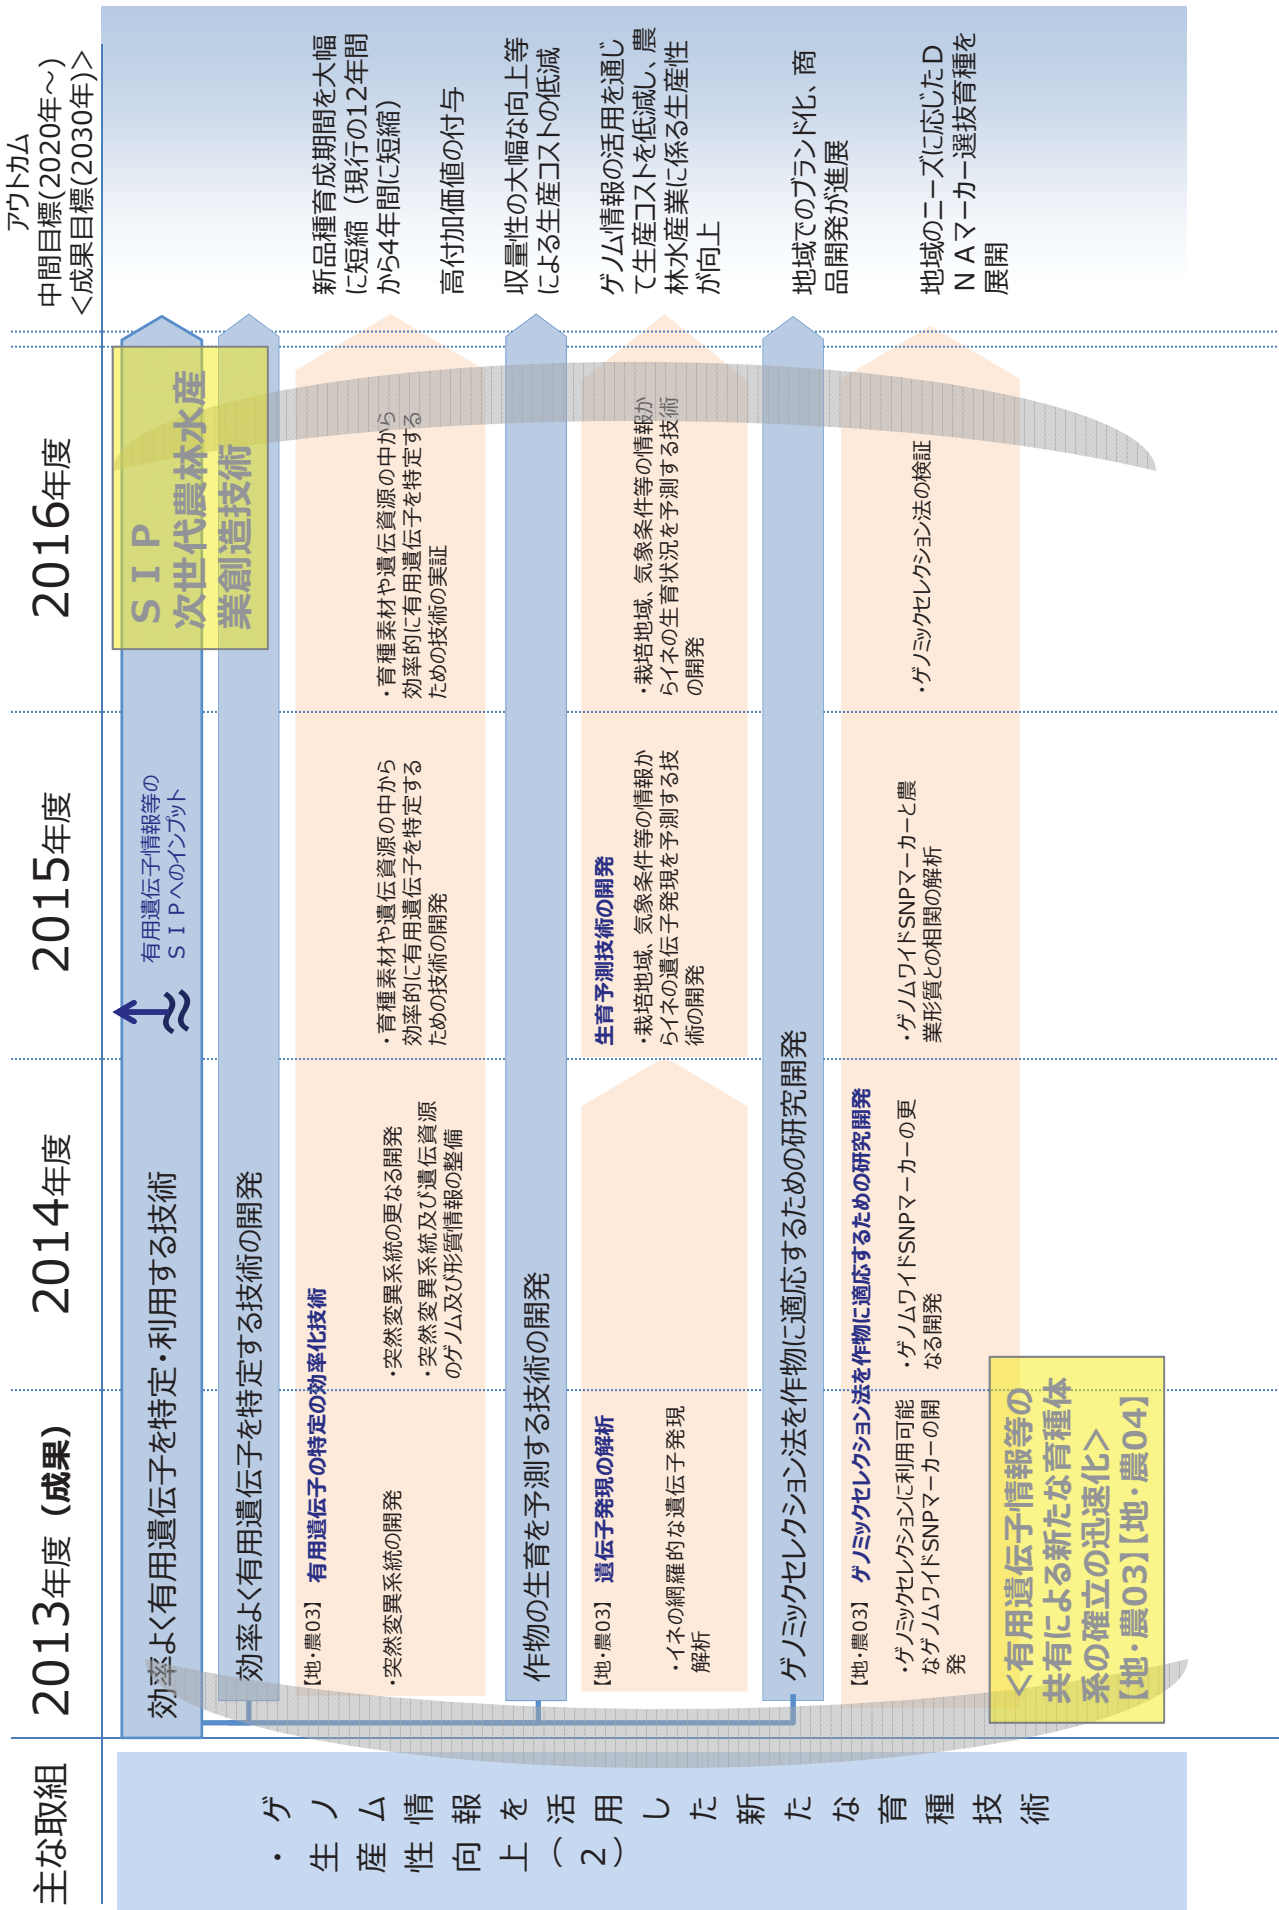 主な取組
2013年度（成果）
2014年度
2015年度
2016年度
アウトカム
中間目標(2020年～)
＜成果目標(2030年)＞
ゲノム情報を活用した新たな育種技術
・生産性向上（２）
効率よく有用遺伝子を特定・利用する技術
有用遺伝子情報等の
ＳＩＰへのインプット
ＳＩＰ
次世代農林水産
業創造技術
効率よく有用遺伝子を特定する技術の開発
【地・農03】 有用遺伝子の特定の効率化技術
・突然変異系統の開発
・突然変異系統の更なる開発
・突然変異系統及び遺伝資源
のゲノム及び形質情報の整備
・育種素材や遺伝資源の中から
効率的に有用遺伝子を特定する
ための技術の開発
・育種素材や遺伝資源の中から
効率的に有用遺伝子を特定する
ための技術の実証
新品種育成期間を大幅
に短縮（現行の12年間
から4年間に短縮）
高付加価値の付与
作物の生育を予測する技術の開発
【地・農03】 遺伝子発現の解析
・イネの網羅的な遺伝子発現
解析
生育予測技術の開発
・栽培地域、気象条件等の情報か
らイネの遺伝子発現を予測する技
術の開発
・栽培地域、気象条件等の情報か
らイネの生育状況を予測する技術
の開発
収量性の大幅な向上等
による生産コストの低減
ゲノム情報の活用を通じ
て生産コストを低減し、農
林水産業に係る生産性
が向上
ゲノミックセレクション法を作物に適応するための研究開発
【地・農03】 ゲノミックセレクション法を作物に適応するための研究開発
・ゲノミックセレクションに利用可能
なゲノムワイドSNPマーカーの開
発
・ゲノムワイドSNPマーカーの更
なる開発
・ゲノムワイドSNPマーカーと農
業形質との相関の解析
・ゲノミックセレクション法の検証
地域でのブランド化、商
品開発が進展
地域のニーズに応じたＤ
ＮＡマーカー選抜育種を
展開
＜有用遺伝子情報等の
共有による新たな育種体
系の確立の迅速化＞
【地・農03】【地・農04】